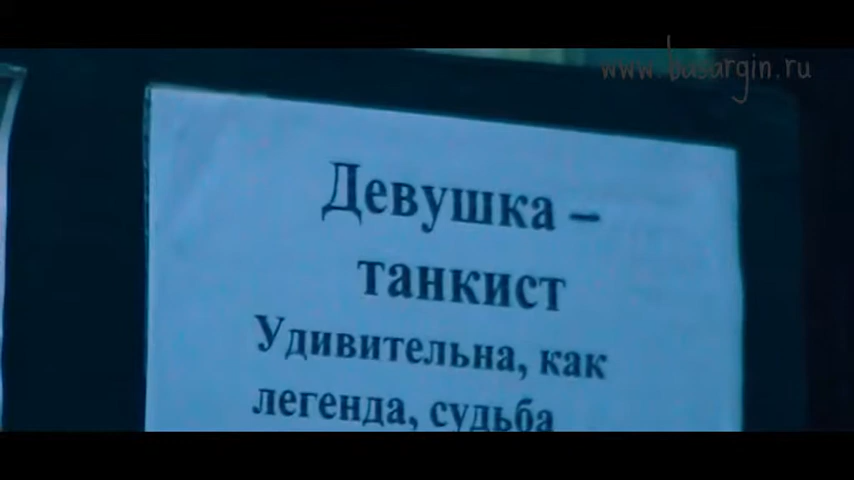 www.basargin.ru
Девушка –
танкист
Удивительна, как
легенда, судьба